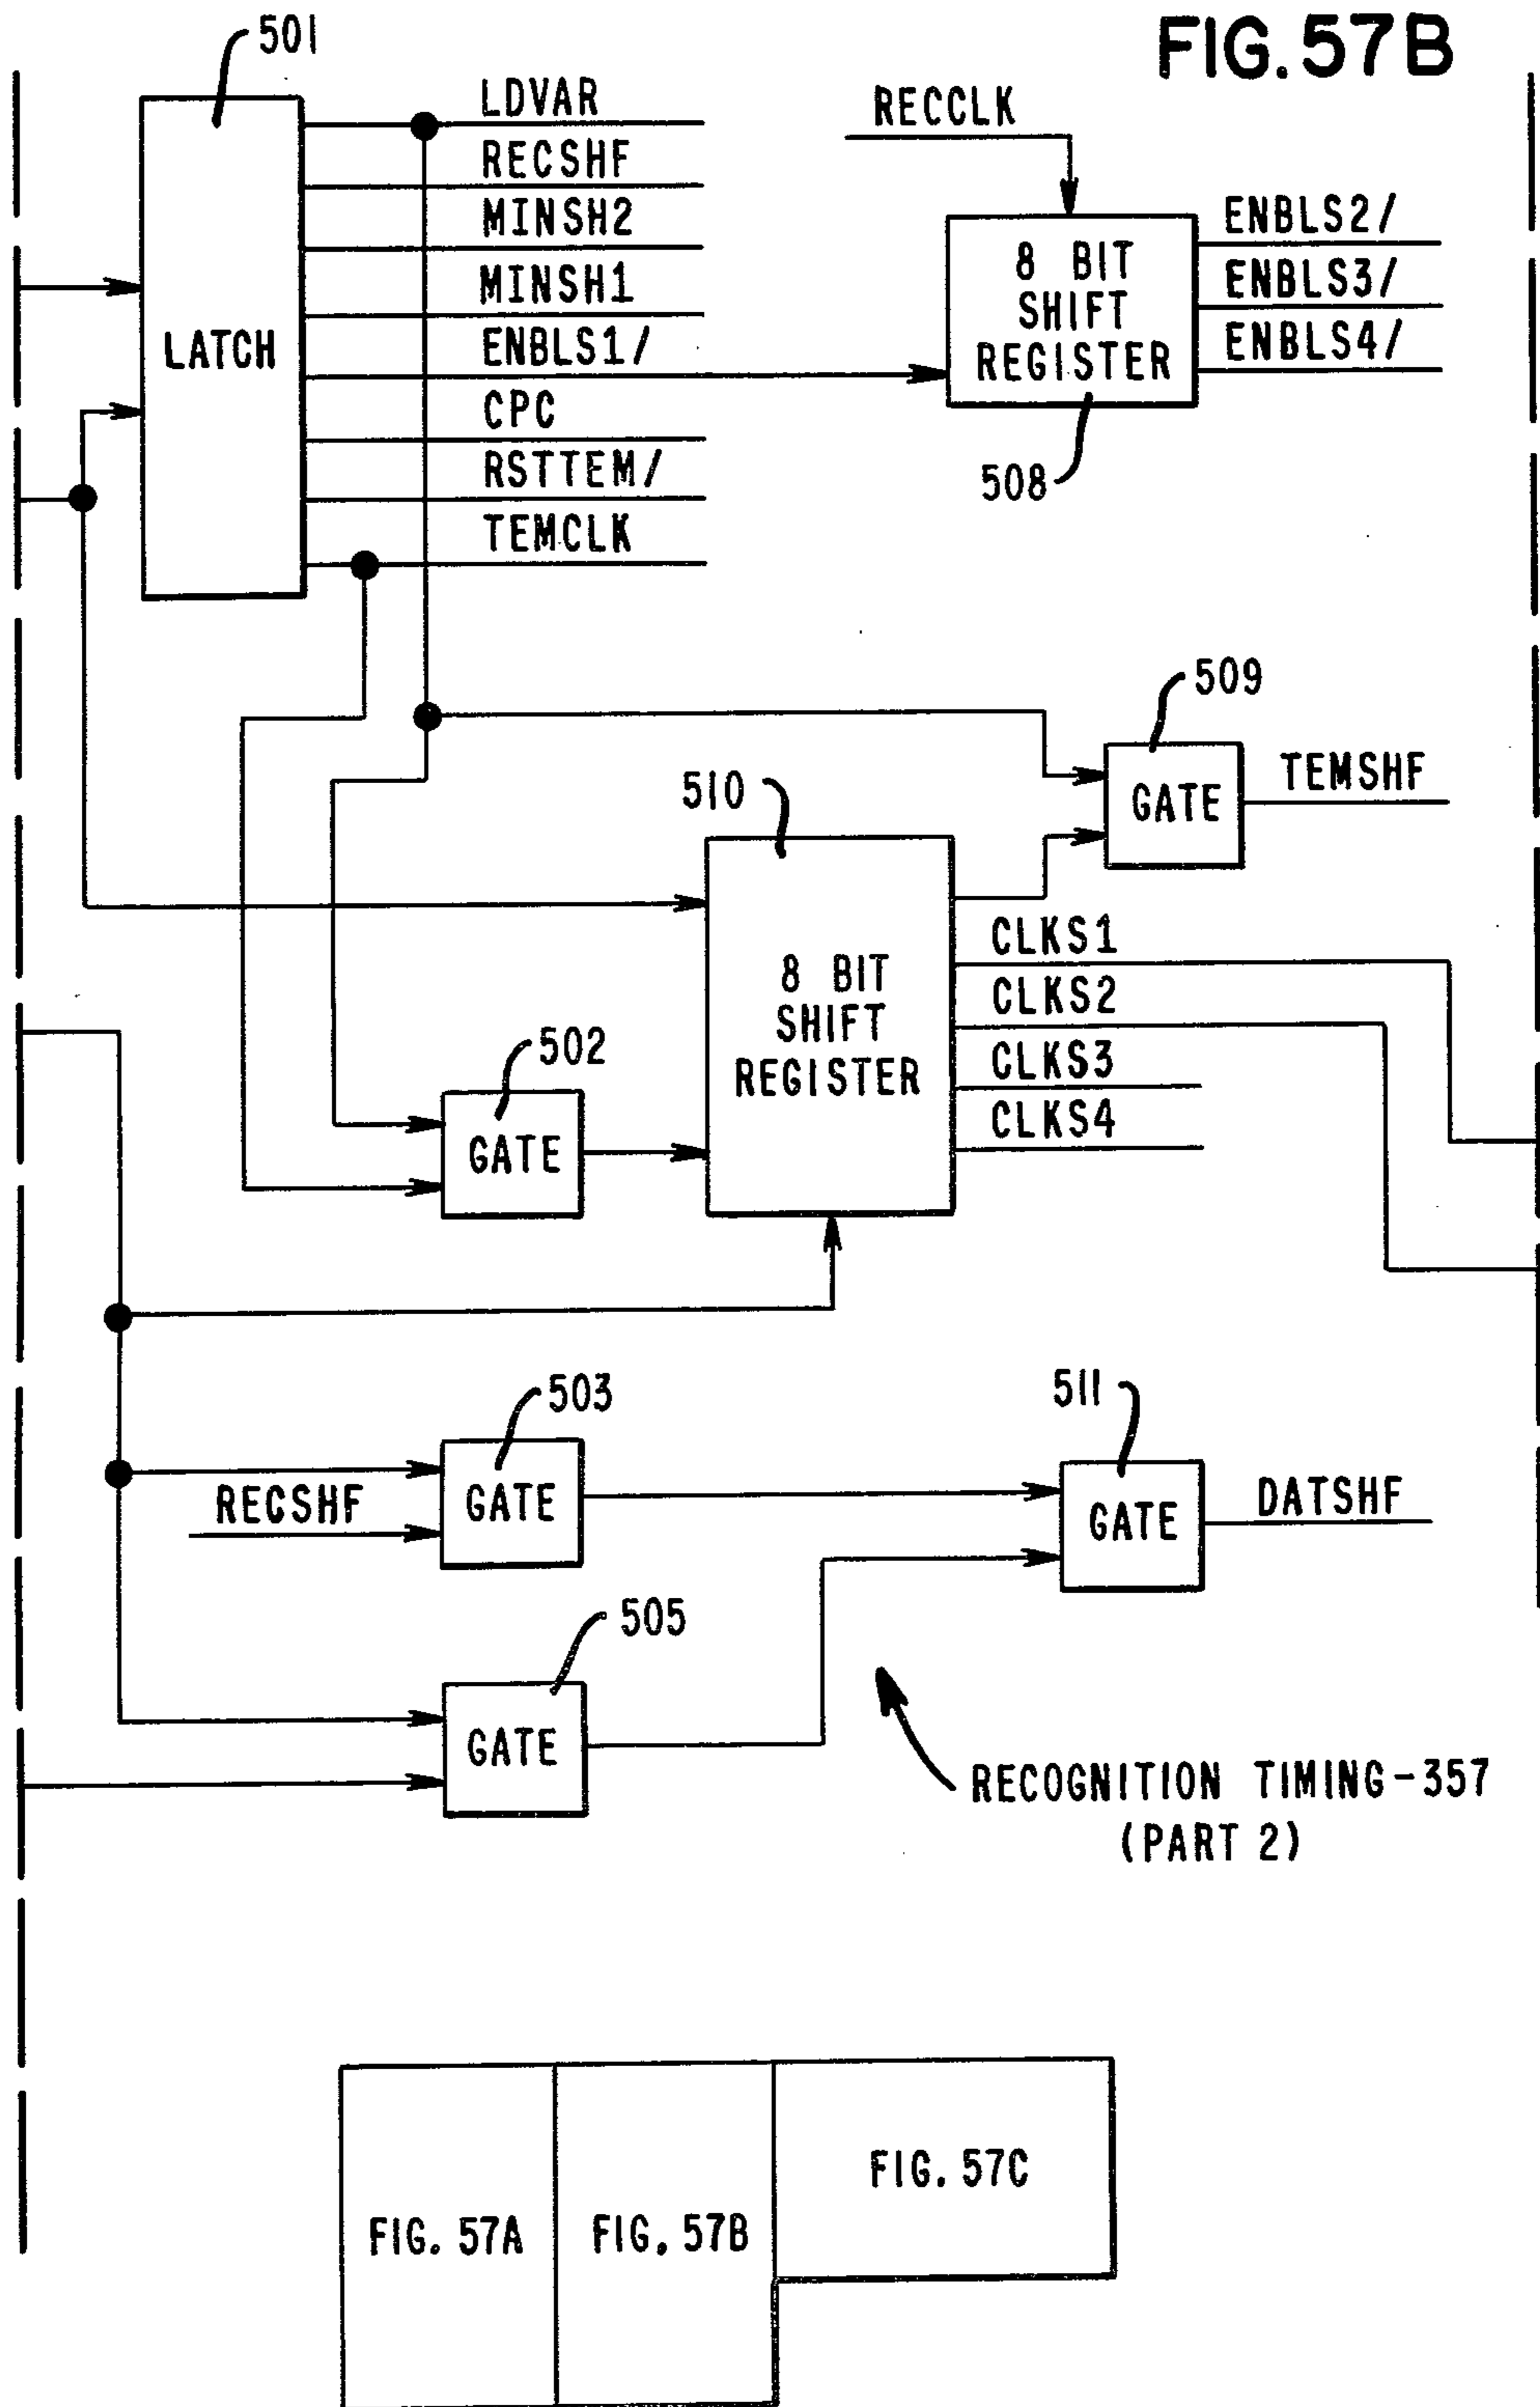 FIG. 57B
501
LDVAR
RECSHF
MINSH2
MINSH1
ENBLS1/
CPC
RSTTEM/
TEMCLK
LATCH
RECCLK
8 BIT
SHIFT
REGISTER
508
ENBLS2/
ENBLS3/
ENBLS4/
509
GATE
TEMSHF
510
8 BIT
SHIFT
REGISTER
CLKS1
CLKS2
CLKS3
CLKS4
502
GATE
503
GATE
RECSHF
511
GATE
DATSHF
505
GATE
RECOGNITION TIMING-357
(PART 2)
FIG. 57A
FIG. 57B
FIG. 57C